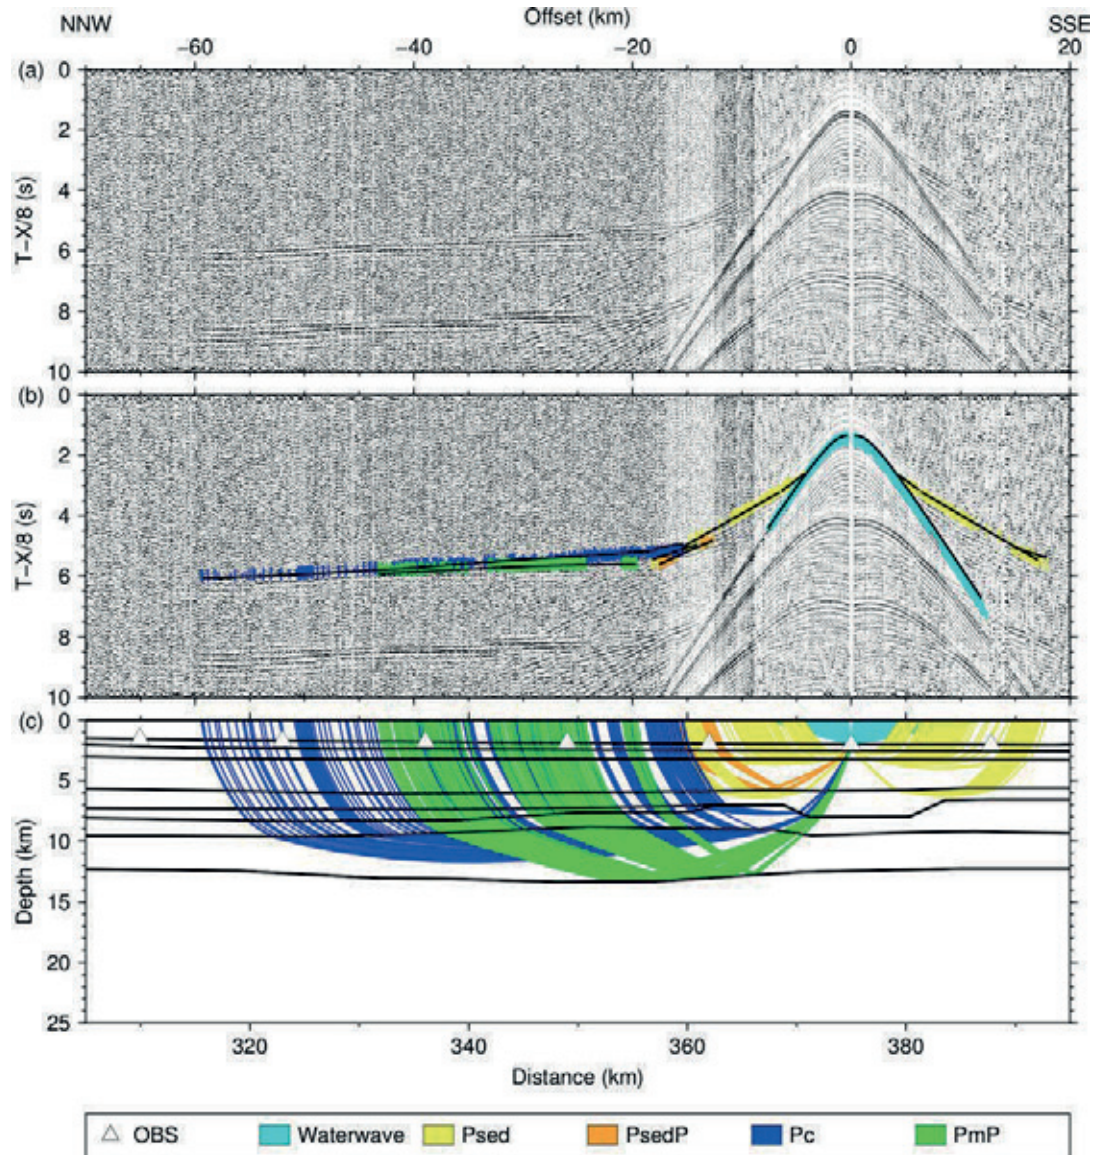 NNW Offset (km) SSE
−60 −40 −20 0 20
(a) 0
2
4
6
8
10
T−X/8 (s)
(b) 0
2
4
6
8
10
T−X/8 (s)
(c) 0
5
10
15
20
25
Depth (km)
320 340 360 380
Distance (km)
OBS Waterwave Psed PsedP Pc PmP